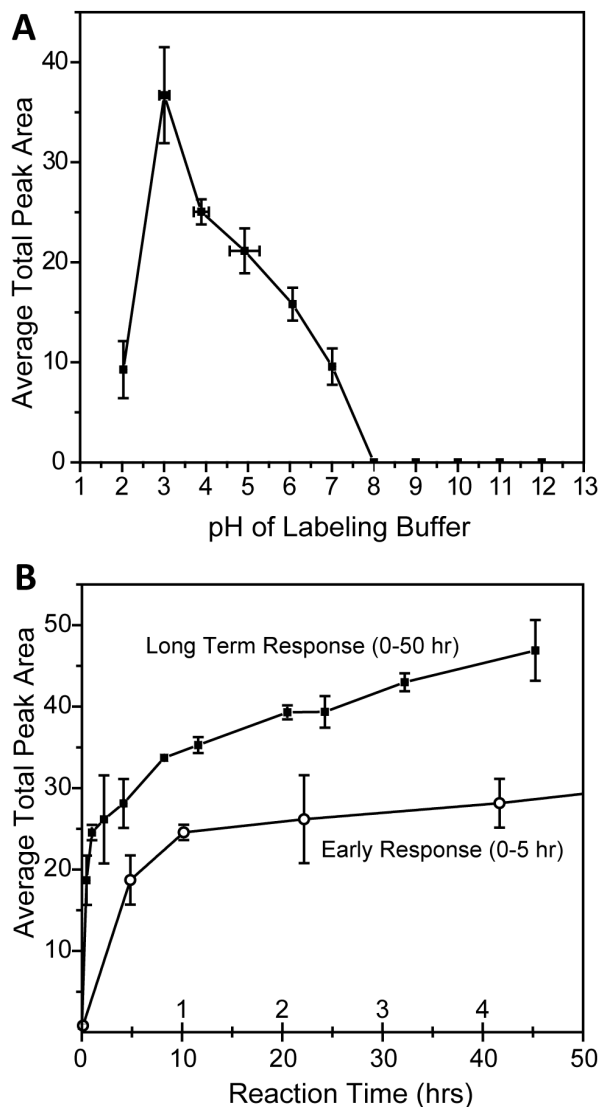 A
Average Total Peak Area
40
30
20
10
0
1 2 3 4 5 6 7 8 9 10 11 12 13
pH of Labeling Buffer
B
Average Total Peak Area
50
40
30
20
10
Long Term Response (0-50 hr)
Early Response (0-5 hr)
1 2 3 4
0 10 20 30 40 50
Reaction Time (hrs)